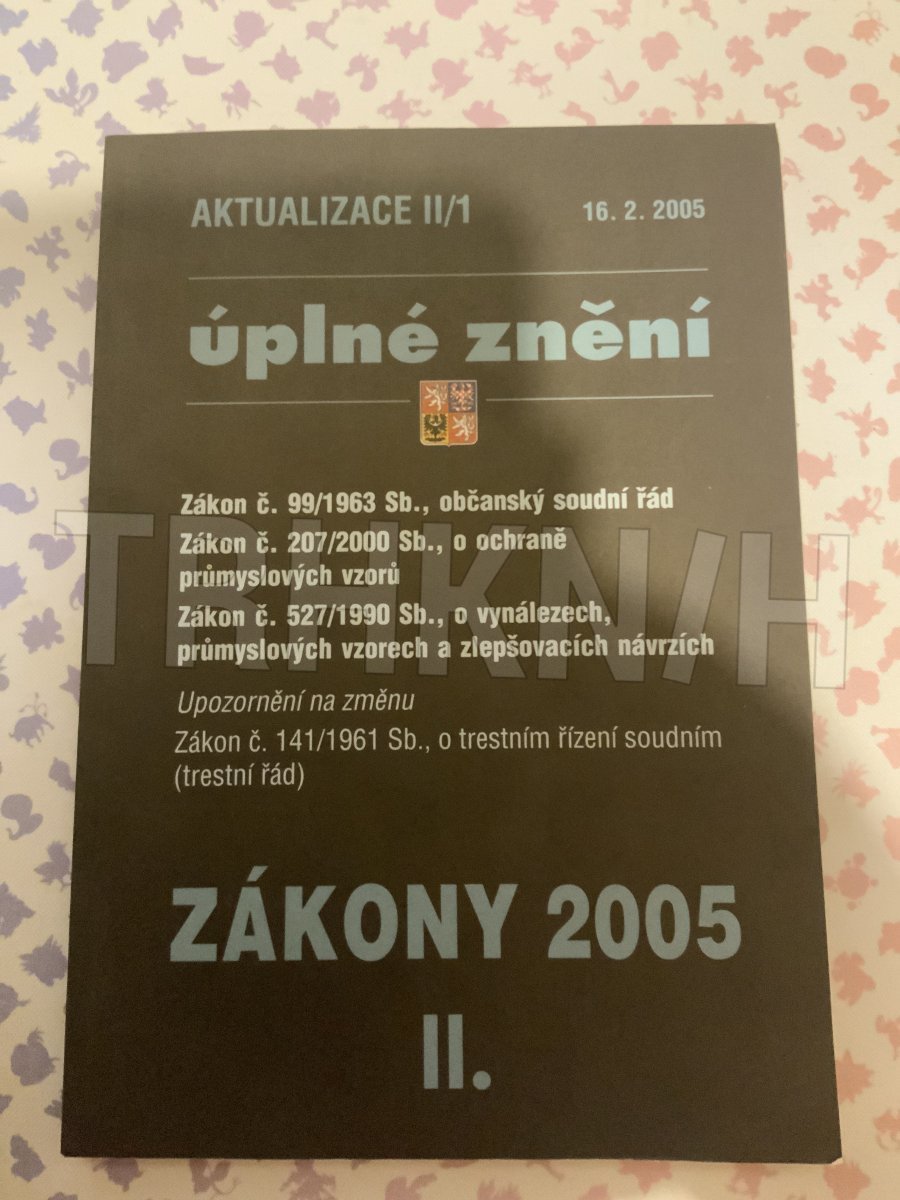 AKTUALIZACE II/1 16. 2. 2005
úplné znění
Zákon č. 99/1963 Sb., občanský soudní řád
Zákon č. 207/2000 Sb., o ochraně
průmyslových vzorů
Zákon č. 527/1990 Sb., o vynálezech,
průmyslových vzorech a zlepšovacích návrzích
TBHKN/H
Upozornění na změnu
Zákon č. 141/1961 Sb., o trestním řízení soudním
(trestní řád)
ZÁKONY 2005
II.